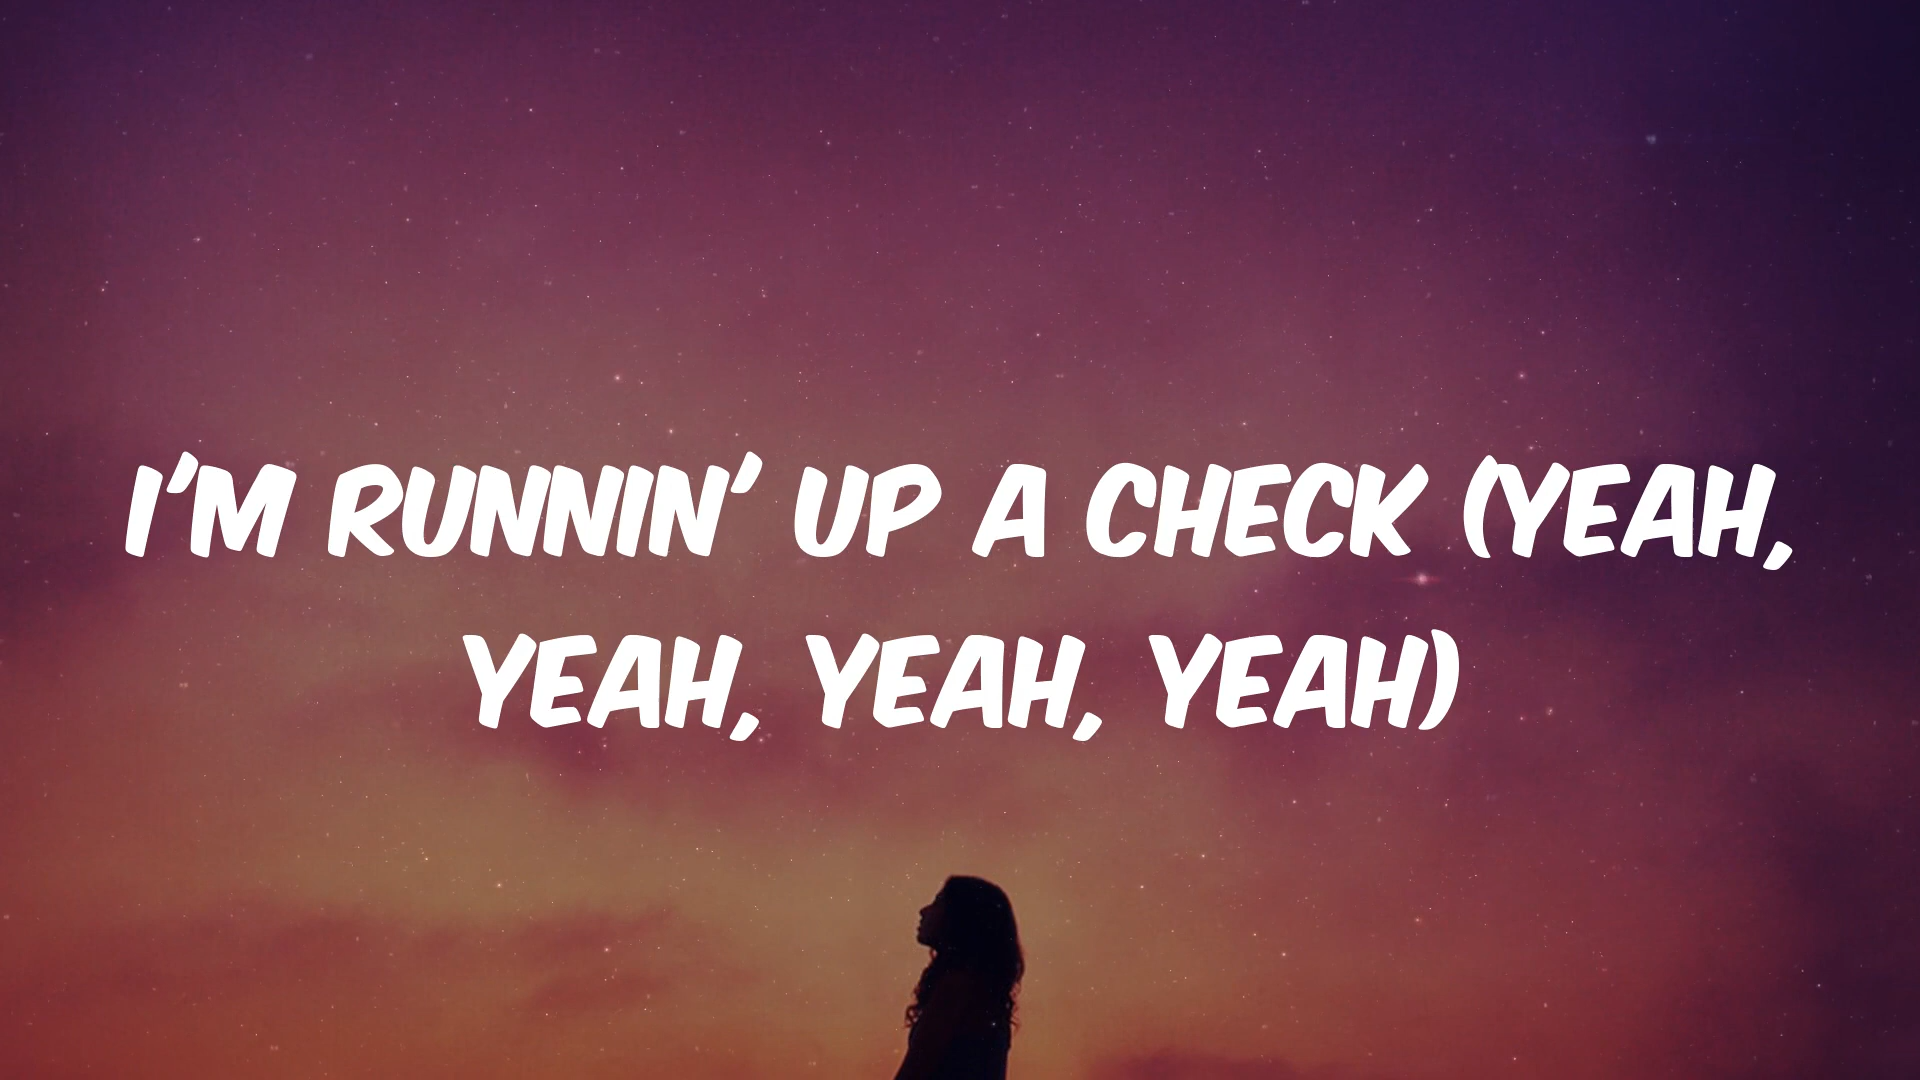 I'M RUNNIN' UP A CHECK (YEAH,
YEAH, YEAH, YEAH)